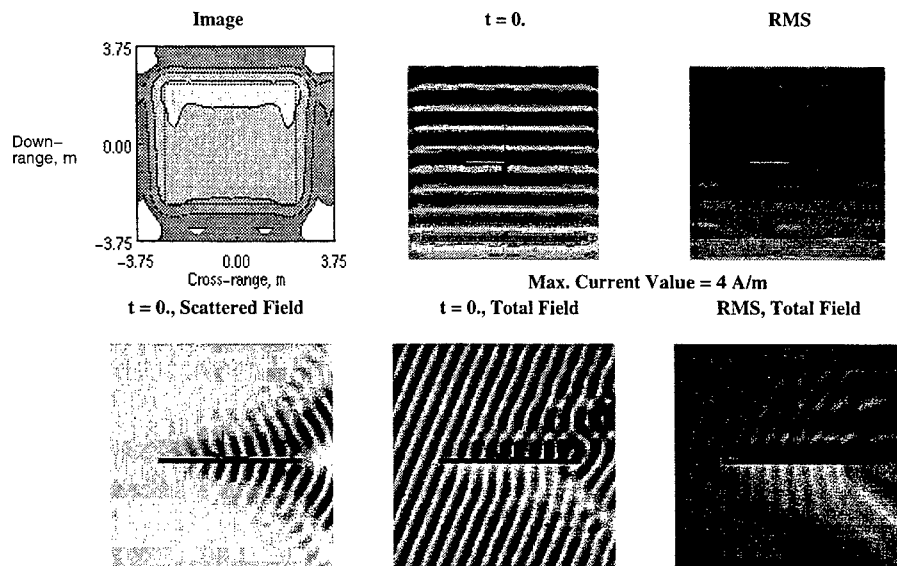 Image
t = 0.
RMS
3.75
Down-
range, m
0.00
-3.75
-3.75
0.00
3.75
Cross-range, m
Max. Current Value = 4 A/m
t = 0., Scattered Field
t = 0., Total Field
RMS, Total Field